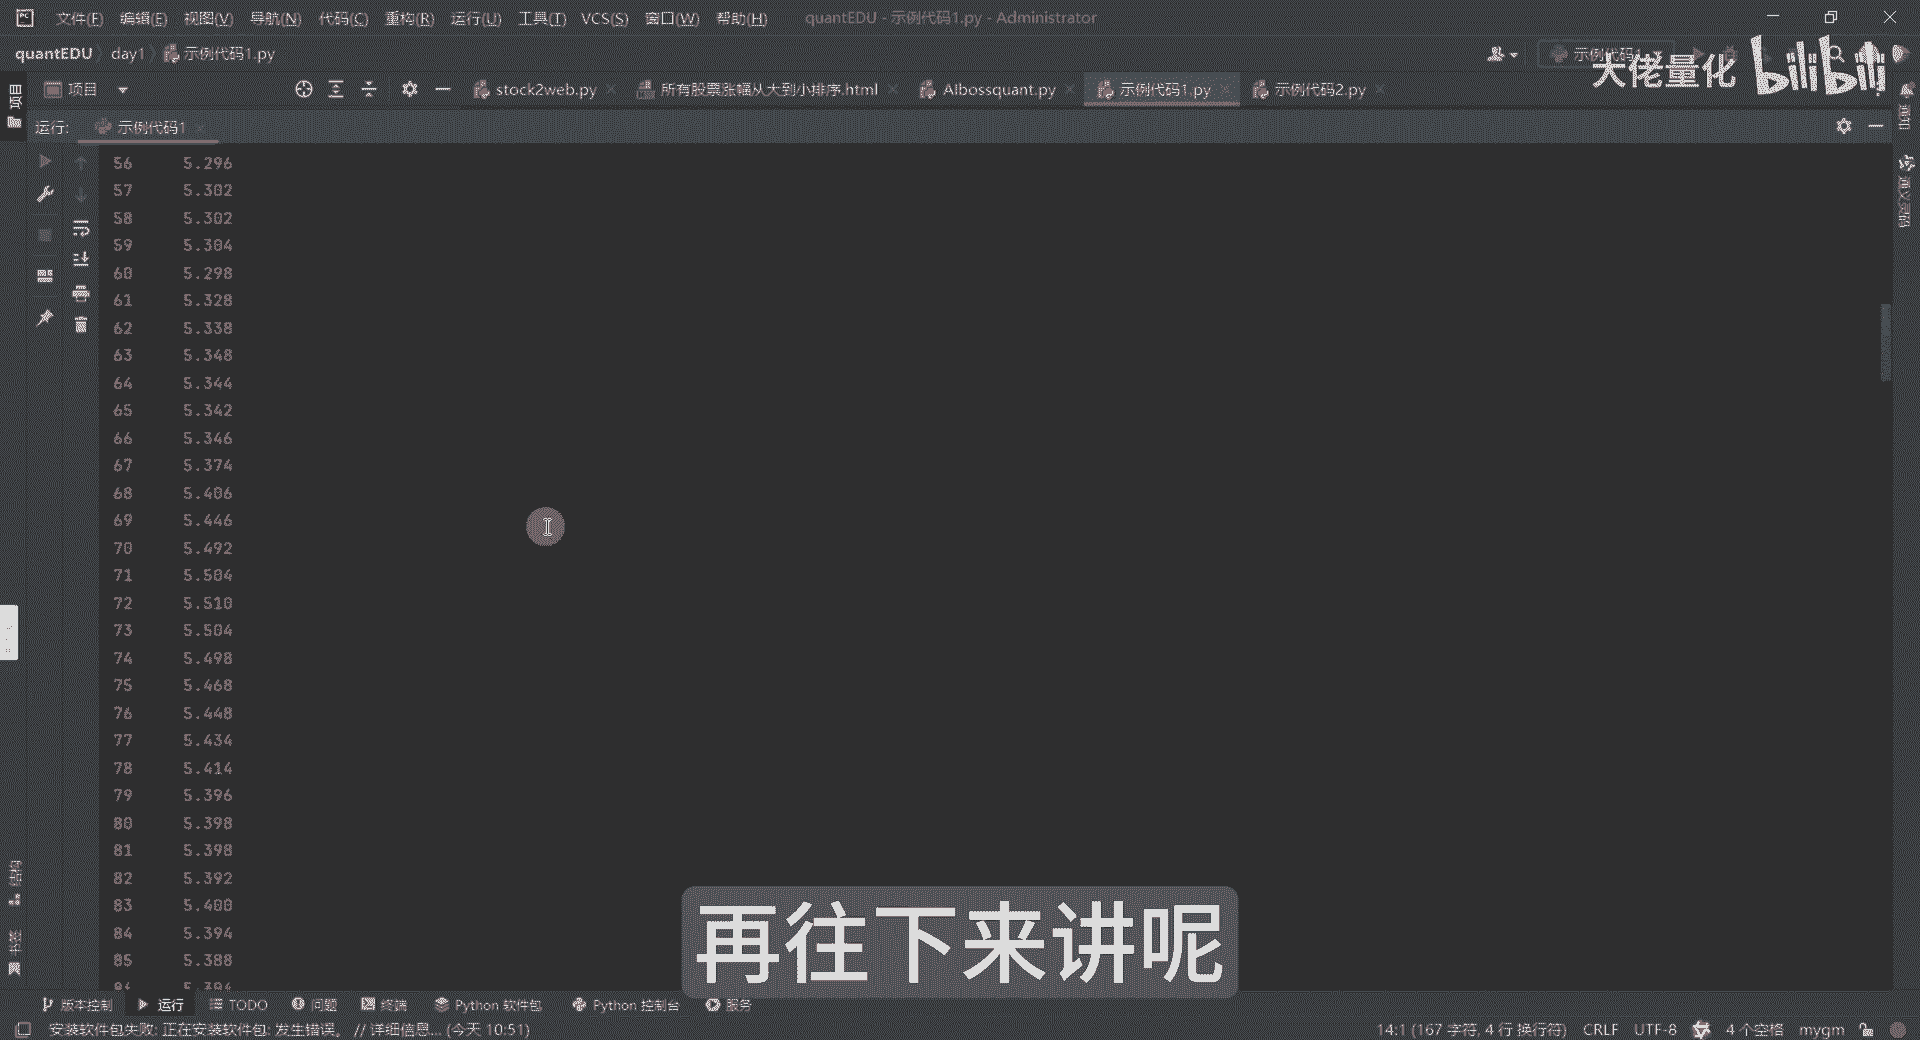 文件(F) 编辑(E) 视图(V) 导航(N) 代码(C) 重构(R) 运行(U) 工具(T) VCS(S) 窗口(W) 帮助(H) quantEDU - 示例代码1.py - Administrator
quantEDU day1 示例代码1.py 示例代码
大佬量化 bilibili
项目 项目 stock2web.py 所有股票涨幅从大到小排序.html AIbossquant.py 示例代码1.py 示例代码2.py
通知
运行: 示例代码1
56 5.296
57 5.302
58 5.302
59 5.304
60 5.298
61 5.328
62 5.338
63 5.348
64 5.344
65 5.342
66 5.346
67 5.374
68 5.406
69 5.446
70 5.492
71 5.504
72 5.510
73 5.504
74 5.498
75 5.468
76 5.448
77 5.434
78 5.414
79 5.396
80 5.398
81 5.398
82 5.392
83 5.400
84 5.394
85 5.388
通义灵码
结构
书签
再往下来讲呢
版本控制 运行 TODO 问题 终端 Python 软件包 Python 控制台 服务
安装软件包失败: 正在安装软件包: 发生错误。 // 详细信息... (今天 10:51) 14:1 (167 字符, 4 行 换行符) CRLF UTF-8 4 个空格 mygm